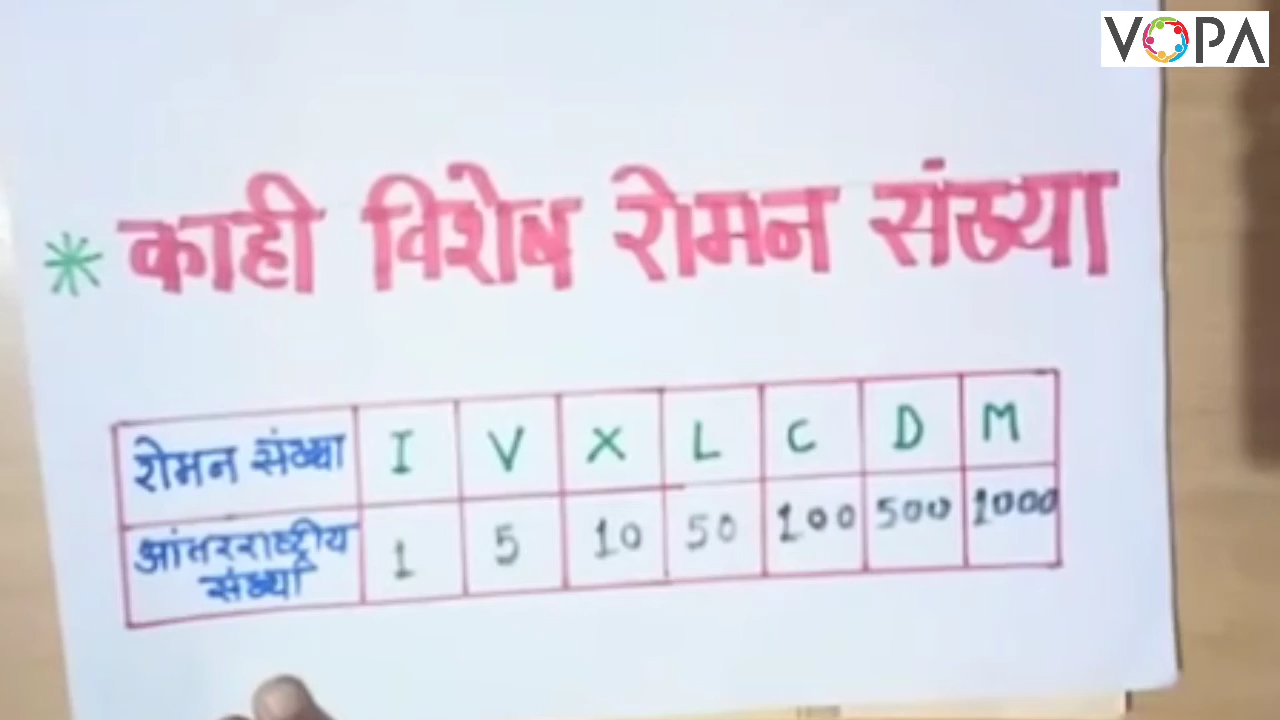 VOPA
* काही विशेष रोमन संख्या
रोमन संख्या I V X L C D M
आंतरराष्ट्रीय संख्या 1 5 10 50 100 500 1000